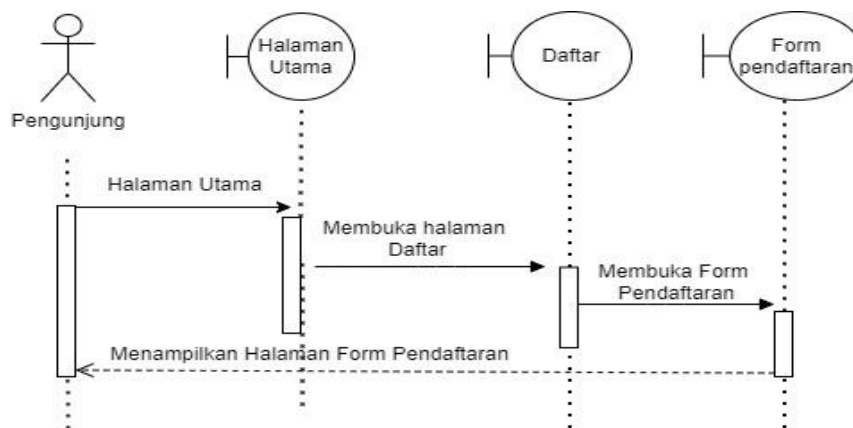 Halaman
Utama
Daftar
Form
pendaftaran
Pengunjung
Halaman Utama
Membuka halaman
Daftar
Membuka Form
Pendaftaran
Menampilkan Halaman Form Pendaftaran